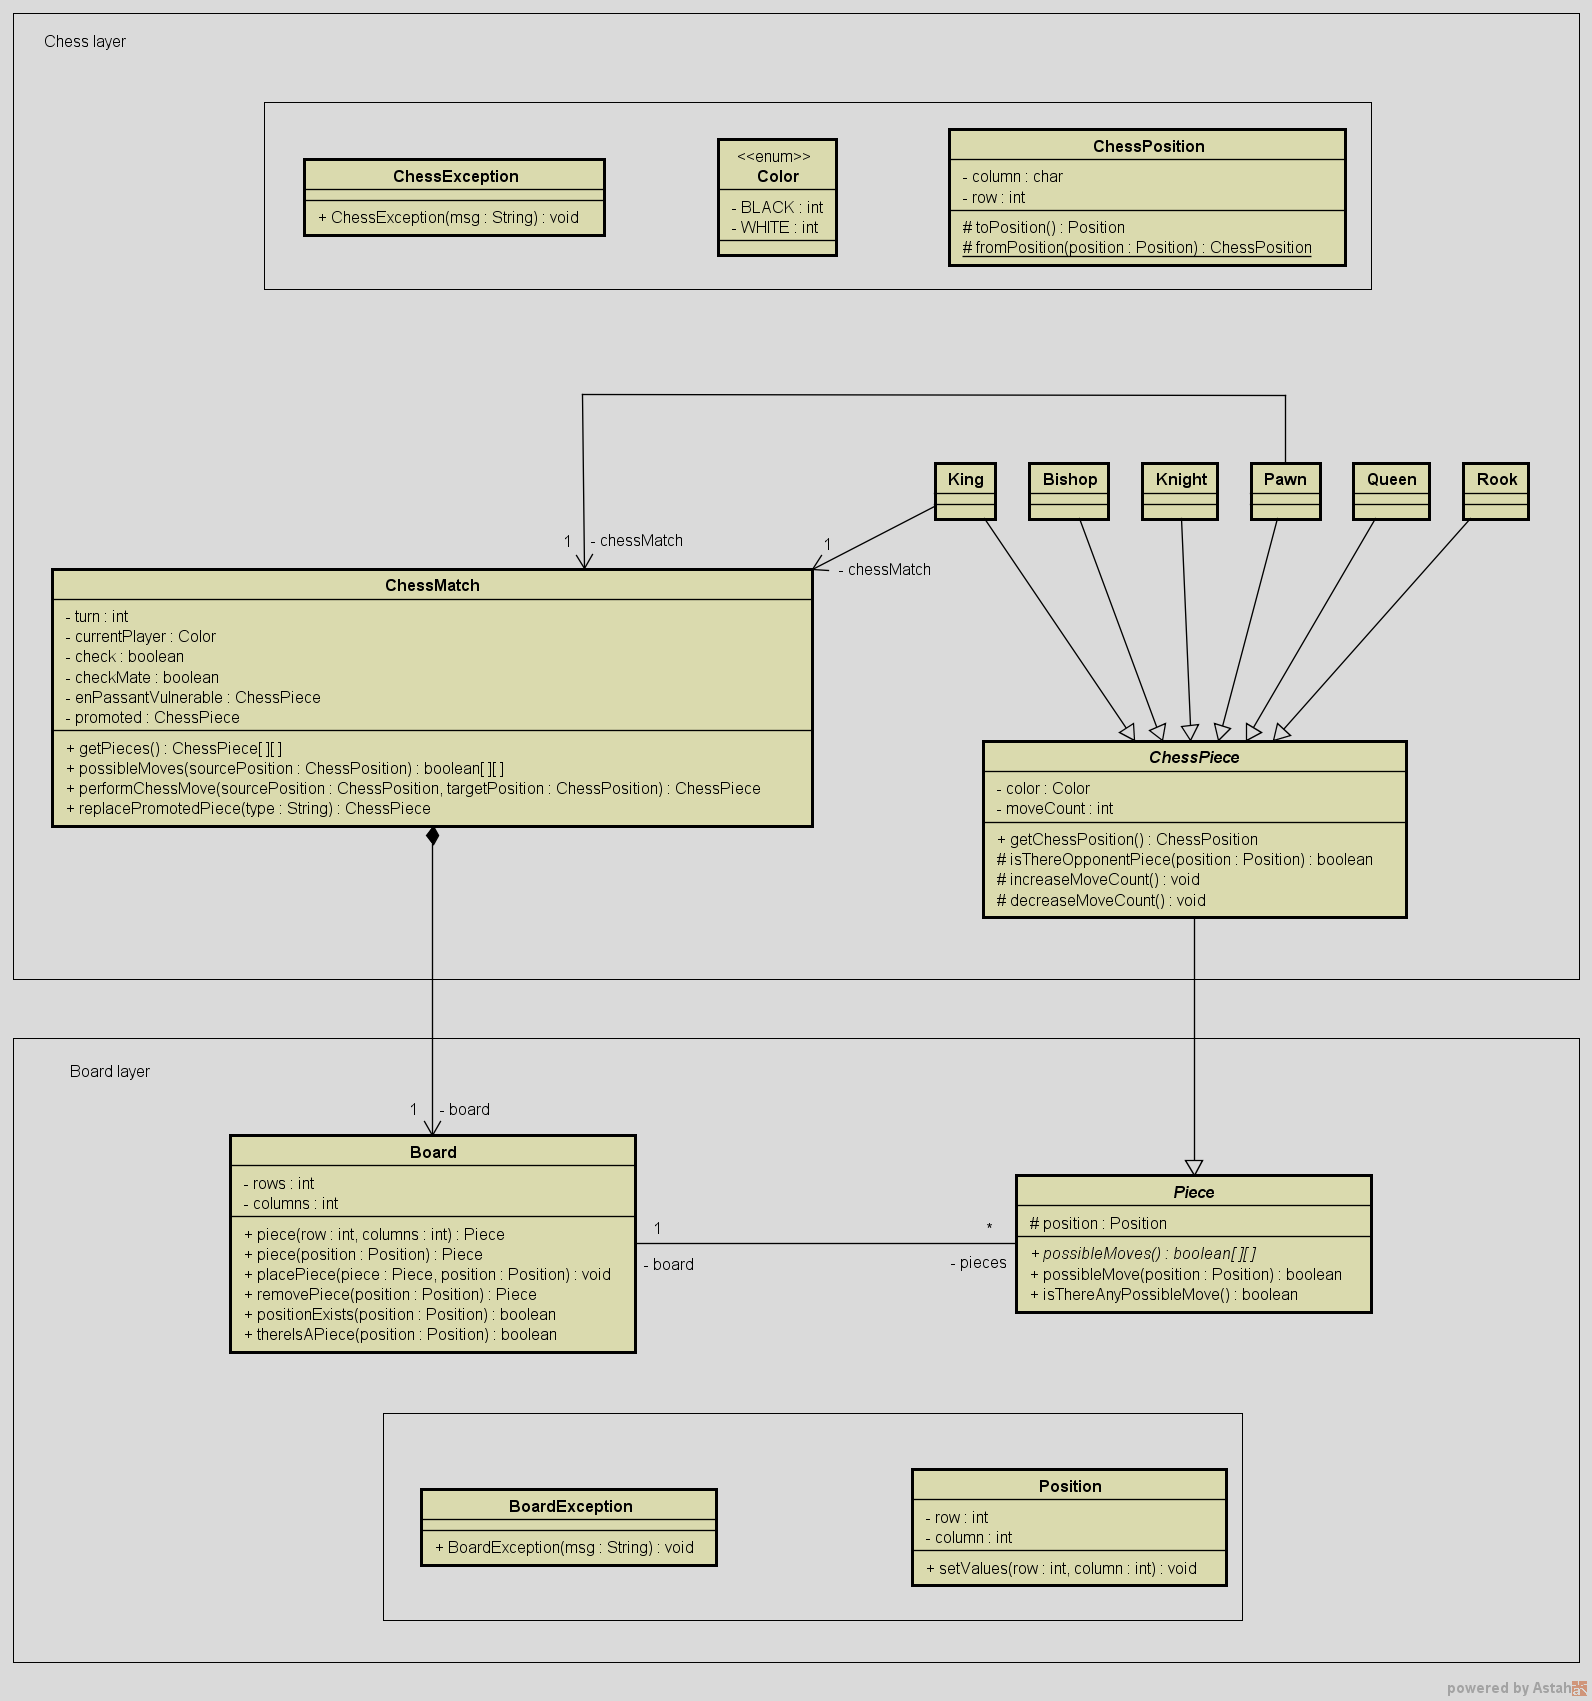 Chess layer
ChessException
+ ChessException(msg : String) : void
<<enum>>
Color
- BLACK : int
- WHITE : int
ChessPosition
- column : char
- row : int
# toPosition() : Position
# fromPosition(position : Position) : ChessPosition
King
Bishop
Knight
Pawn
Queen
Rook
1
- chessMatch
1
- chessMatch
ChessMatch
- turn : int
- currentPlayer : Color
- check : boolean
- checkMate : boolean
- enPassantVulnerable : ChessPiece
- promoted : ChessPiece
+ getPieces() : ChessPiece[][]
+ possibleMoves(sourcePosition : ChessPosition) : boolean[][]
+ performChessMove(sourcePosition : ChessPosition, targetPosition : ChessPosition) : ChessPiece
+ replacePromotedPiece(type : String) : ChessPiece
ChessPiece
- color : Color
- moveCount : int
+ getChessPosition() : ChessPosition
# isThereOpponentPiece(position : Position) : boolean
# increaseMoveCount() : void
# decreaseMoveCount() : void
Board layer
1
- board
Board
- rows : int
- columns : int
+ piece(row : int, columns : int) : Piece
+ piece(position : Position) : Piece
+ placePiece(piece : Piece, position : Position) : void
+ removePiece(position : Position) : Piece
+ positionExists(position : Position) : boolean
+ thereIsAPiece(position : Position) : boolean
1
- board
*
- pieces
Piece
# position : Position
+ possibleMoves() : boolean[][]
+ possibleMove(position : Position) : boolean
+ isThereAnyPossibleMove() : boolean
BoardException
+ BoardException(msg : String) : void
Position
- row : int
- column : int
+ setValues(row : int, column : int) : void
powered by Astah